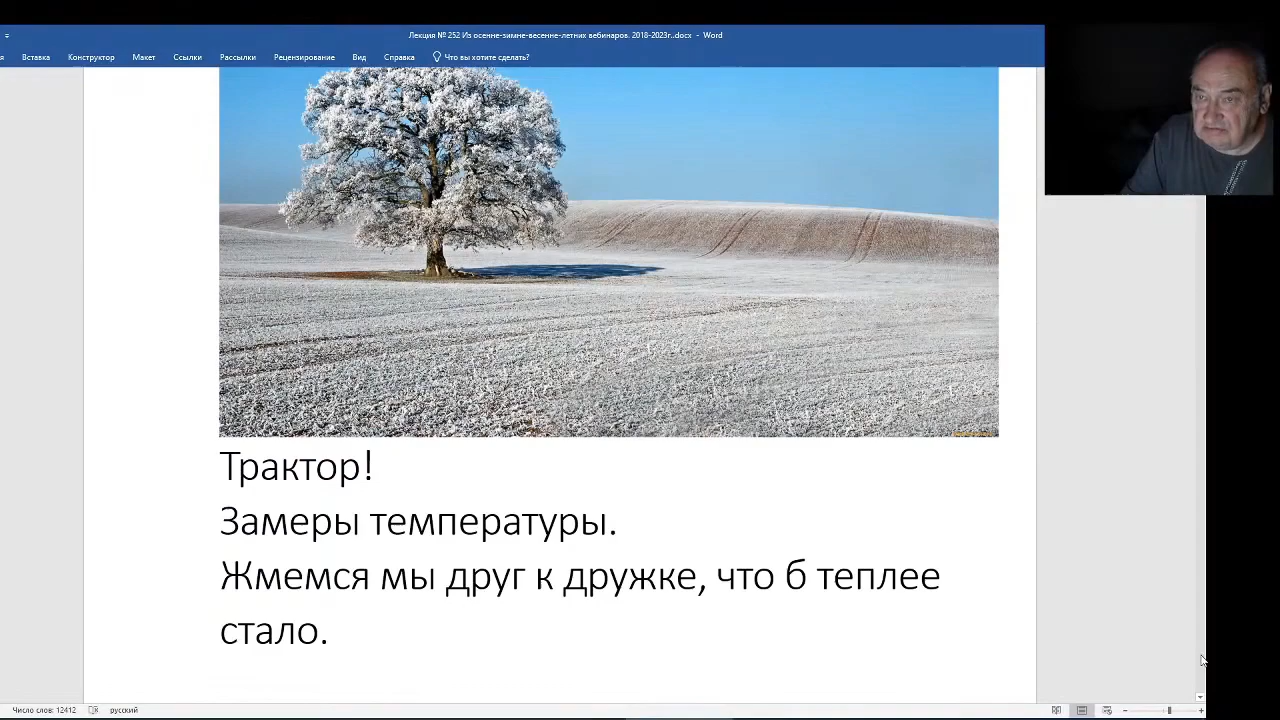 Лекция № 252 Из осенне-зимне-весенне-летних вебинаров. 2018-2023г..docx - Word
я Вставка Конструктор Макет Ссылки Рассылки Рецензирование Вид Справка Что вы хотите сделать?
Трактор!
Замеры температуры.
Жмемся мы друг к дружке, что б теплее
стало.
Число слов: 12412 русский